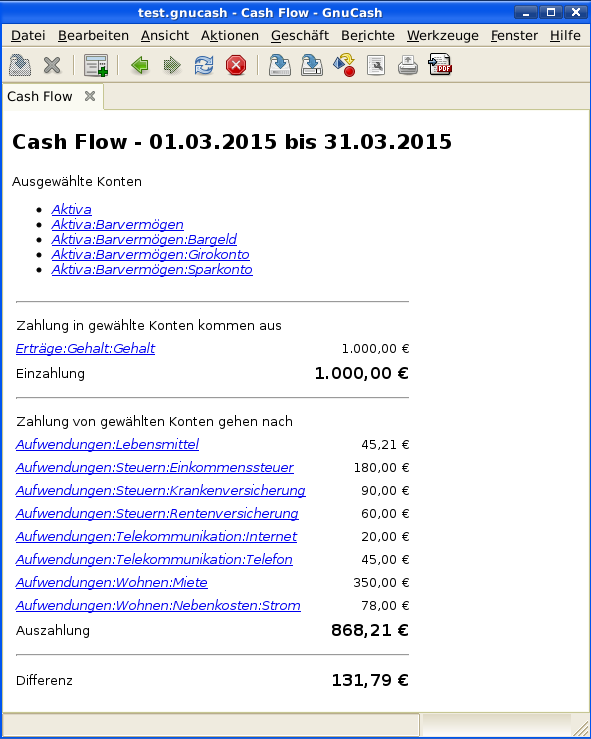 test.gnucash - Cash Flow - GnuCash
Datei Bearbeiten Ansicht Aktionen Geschäft Berichte Werkzeuge Fenster Hilfe
PDF
Cash Flow
Cash Flow - 01.03.2015 bis 31.03.2015
Ausgewählte Konten
Aktiva
Aktiva:Barvermögen
Aktiva:Barvermögen:Bargeld
Aktiva:Barvermögen:Girokonto
Aktiva:Barvermögen:Sparkonto
Zahlung in gewählte Konten kommen aus
Erträge:Gehalt:Gehalt 1.000,00 €
Einzahlung 1.000,00 €
Zahlung von gewählten Konten gehen nach
Aufwendungen:Lebensmittel 45,21 €
Aufwendungen:Steuern:Einkommenssteuer 180,00 €
Aufwendungen:Steuern:Krankenversicherung 90,00 €
Aufwendungen:Steuern:Rentenversicherung 60,00 €
Aufwendungen:Telekommunikation:Internet 20,00 €
Aufwendungen:Telekommunikation:Telefon 45,00 €
Aufwendungen:Wohnen:Miete 350,00 €
Aufwendungen:Wohnen:Nebenkosten:Strom 78,00 €
Auszahlung 868,21 €
Differenz 131,79 €